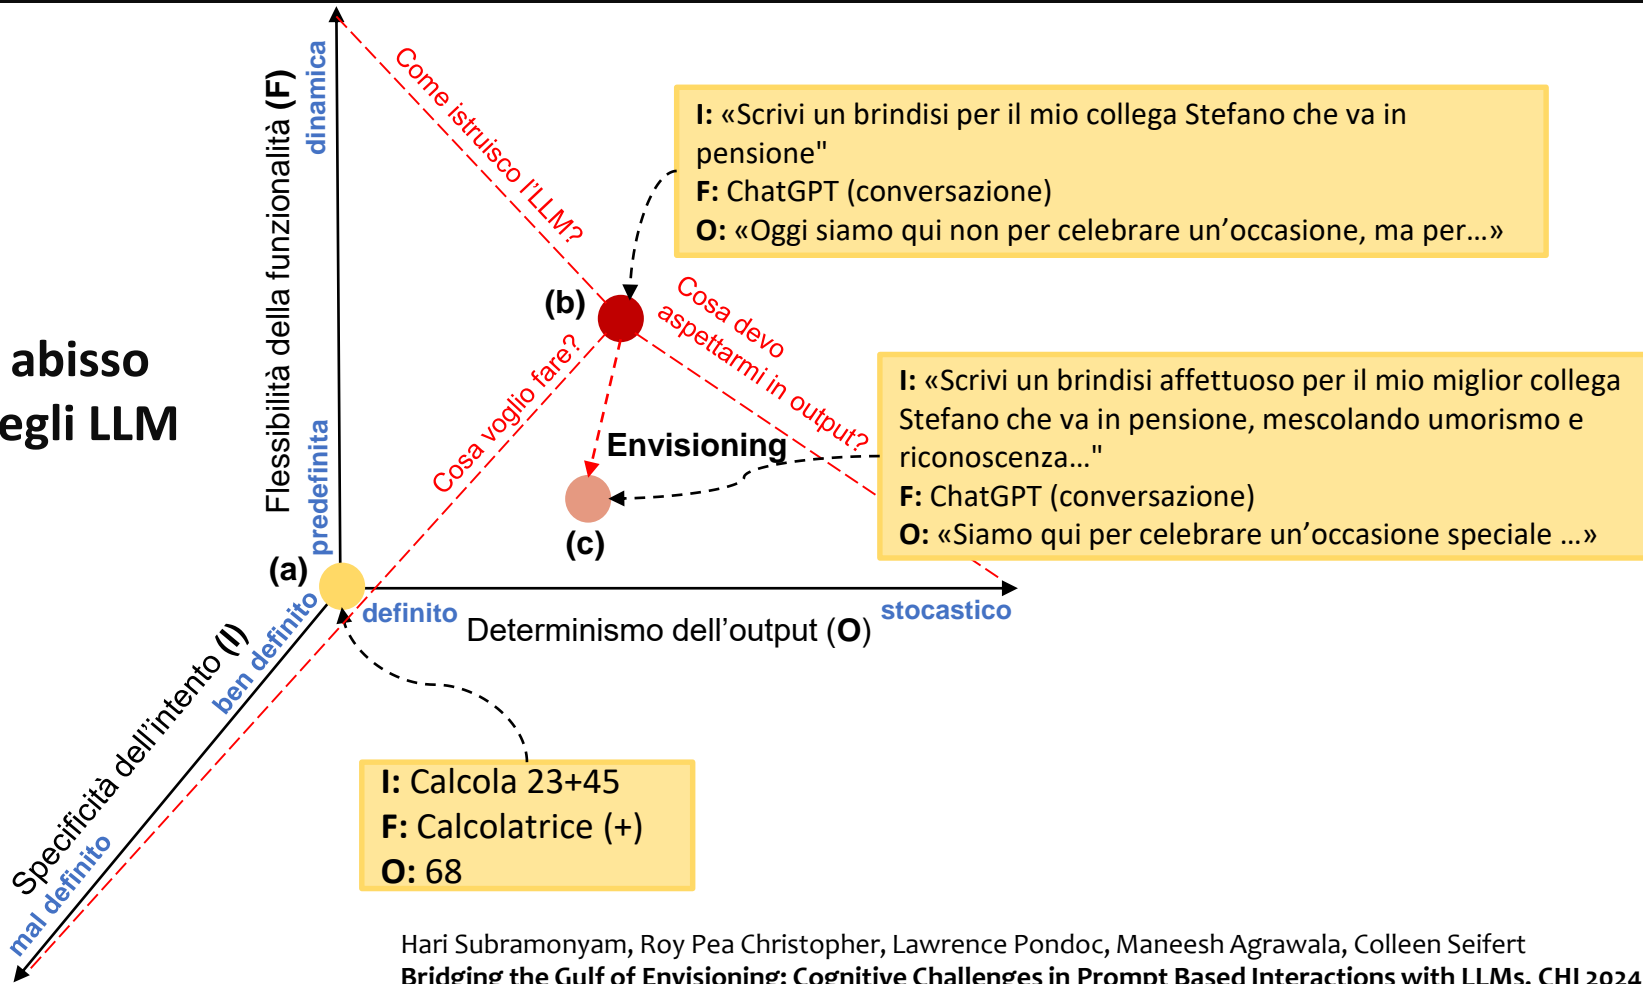 abisso
egli LLM
Flessibilità della funzionalità (F)
dinamica
predefinita
Come istruisco l'LLM?
I: «Scrivi un brindisi per il mio collega Stefano che va in
pensione"
F: ChatGPT (conversazione)
O: «Oggi siamo qui non per celebrare un'occasione, ma per…»
(b)
Cosa devo
aspettarmi in output?
Cosa voglio fare?
Envisioning
(c)
I: «Scrivi un brindisi affettuoso per il mio miglior collega
Stefano che va in pensione, mescolando umorismo e
riconoscenza…"
F: ChatGPT (conversazione)
O: «Siamo qui per celebrare un'occasione speciale …»
(a)
definito
stocastico
Determinismo dell'output (O)
Specificità dell'intento (I)
ben definito
mal definito
I: Calcola 23+45
F: Calcolatrice (+)
O: 68
Hari Subramonyam, Roy Pea Christopher, Lawrence Pondoc, Maneesh Agrawala, Colleen Seifert
Bridging the Gulf of Envisioning: Cognitive Challenges in Prompt Based Interactions with LLMs. CHI 2024